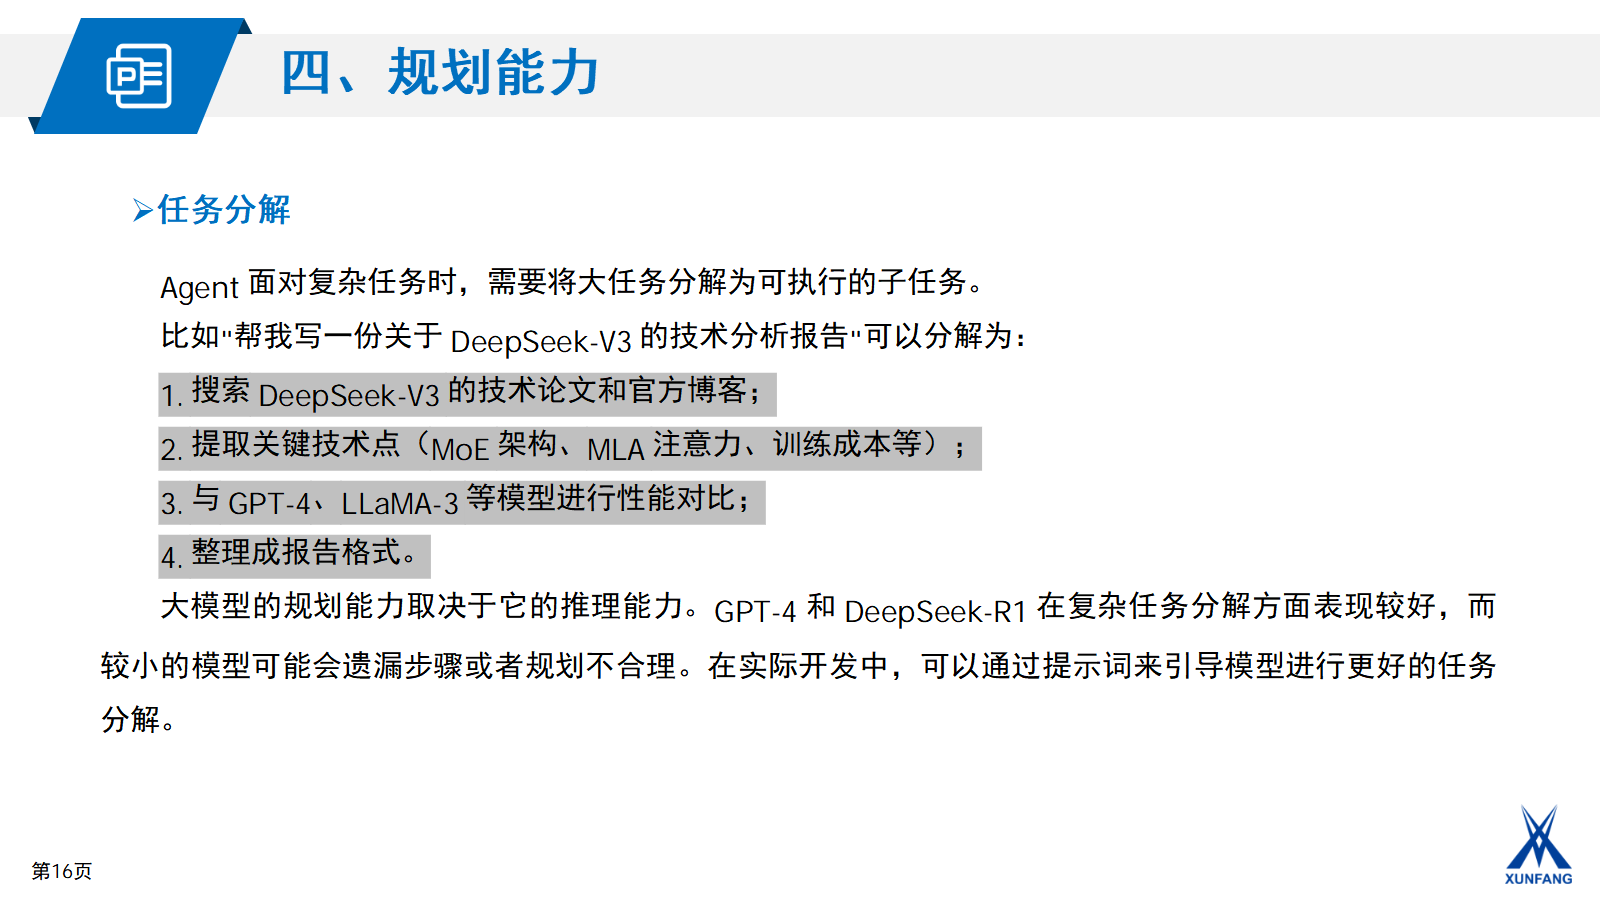 四、规划能力
➢任务分解
Agent 面对复杂任务时，需要将大任务分解为可执行的子任务。
比如"帮我写一份关于 DeepSeek-V3 的技术分析报告"可以分解为：
1. 搜索 DeepSeek-V3 的技术论文和官方博客；
2. 提取关键技术点（MoE 架构、MLA 注意力、训练成本等）；
3. 与 GPT-4、LLaMA-3 等模型进行性能对比；
4. 整理成报告格式。
大模型的规划能力取决于它的推理能力。GPT-4 和 DeepSeek-R1 在复杂任务分解方面表现较好，而
较小的模型可能会遗漏步骤或者规划不合理。在实际开发中，可以通过提示词来引导模型进行更好的任务
分解。
第16页
XUNFANG